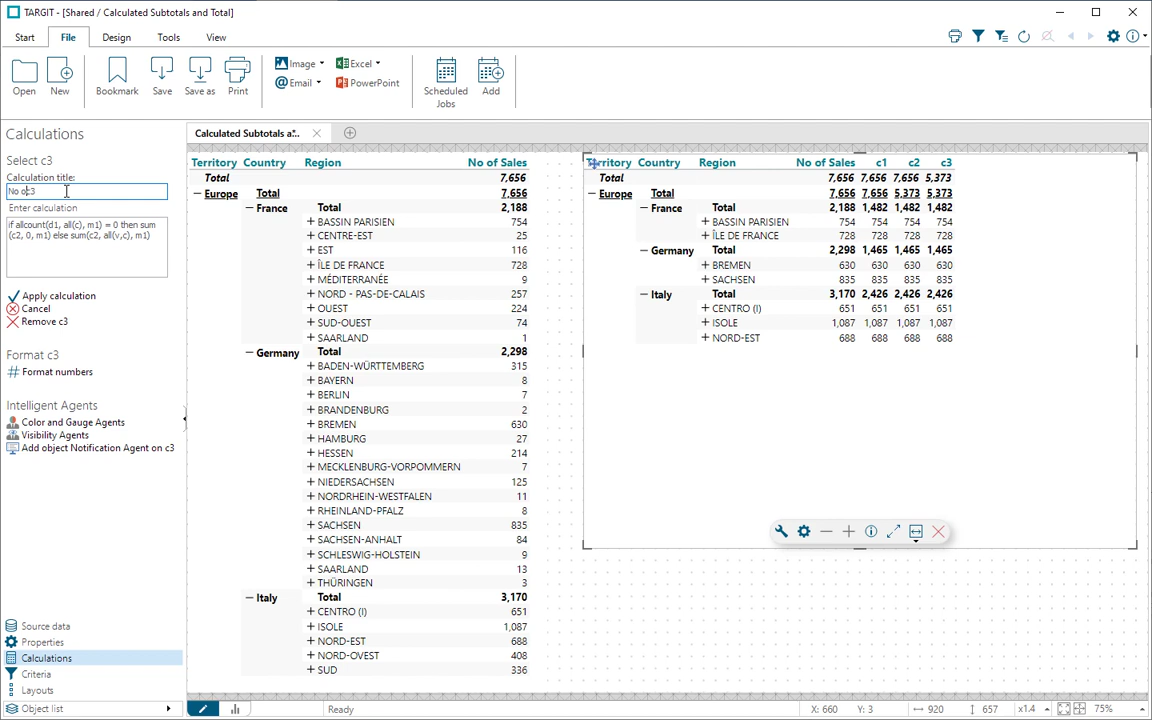 TARGIT - [Shared / Calculated Subtotals and Total]
Start File Design Tools View
Open New Bookmark Save Save as Print Image Email Excel PowerPoint Scheduled Jobs Add
Calculations
Select c3
Calculation title:
No o:3
Enter calculation
if allcount(d1, all(c), m1) = 0 then sum
(c2, 0, m1) else sum(c2, all(v,c), m1)
Apply calculation
Cancel
Remove c3
Format c3
Format numbers
Intelligent Agents
Color and Gauge Agents
Visibility Agents
Add object Notification Agent on c3
Source data
Properties
Calculations
Criteria
Layouts
Object list
Calculated Subtotals a...
Territory Country Region No of Sales
Total 7,656
Europe Total 7,656
France Total 2,188
BASSIN PARISIEN 754
CENTRE-EST 25
EST 116
ÎLE DE FRANCE 728
MÉDITERRANÉE 9
NORD - PAS-DE-CALAIS 257
OUEST 224
SUD-OUEST 74
SAARLAND 1
Germany Total 2,298
BADEN-WÜRTTEMBERG 315
BAYERN 8
BERLIN 7
BRANDENBURG 2
BREMEN 630
HAMBURG 27
HESSEN 214
MECKLENBURG-VORPOMMERN 7
NIEDERSACHSEN 125
NORDRHEIN-WESTFALEN 11
RHEINLAND-PFALZ 8
SACHSEN 835
SACHSEN-ANHALT 84
SCHLESWIG-HOLSTEIN 9
SAARLAND 13
THÜRINGEN 3
Italy Total 3,170
CENTRO (I) 651
ISOLE 1,087
NORD-EST 688
NORD-OVEST 408
SUD 336
Territory Country Region No of Sales c1 c2 c3
Total 7,656 7,656 7,656 5,373
Europe Total 7,656 7,656 5,373 5,373
France Total 2,188 1,482 1,482 1,482
BASSIN PARISIEN 754 754 754 754
ÎLE DE FRANCE 728 728 728 728
Germany Total 2,298 1,465 1,465 1,465
BREMEN 630 630 630 630
SACHSEN 835 835 835 835
Italy Total 3,170 2,426 2,426 2,426
CENTRO (I) 651 651 651 651
ISOLE 1,087 1,087 1,087 1,087
NORD-EST 688 688 688 688
Ready X: 660 Y: 3 920 657 x1.4 75%